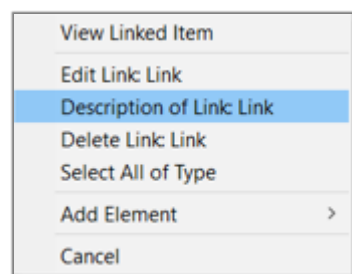 View Linked Item
Edit Link: Link
Description of Link: Link
Delete Link: Link
Select All of Type
Add Element >
Cancel